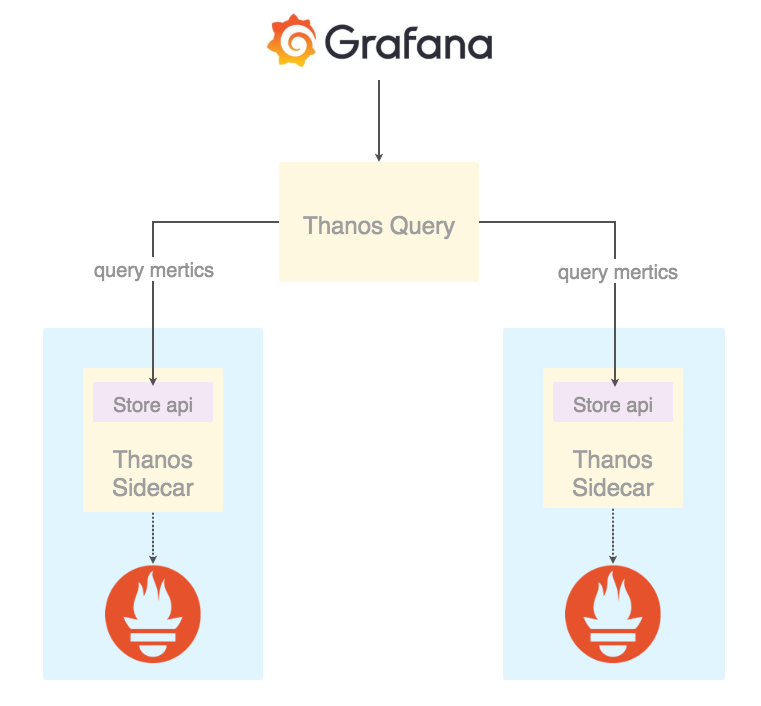 Grafana
Thanos Query
query mertics
query mertics
Store api
Thanos
Sidecar
Store api
Thanos
Sidecar